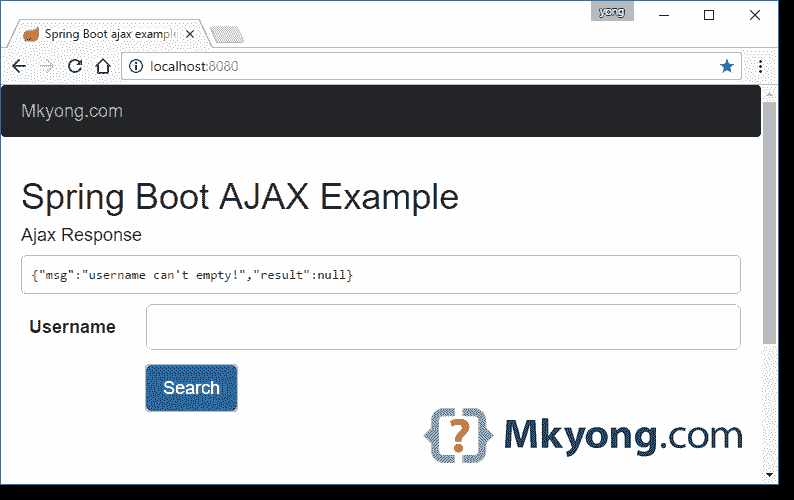 yong
Spring Boot ajax example
localhost:8080
Mkyong.com
Spring Boot AJAX Example
Ajax Response
{"msg":"username can't empty!","result":null}
Username
Search
{?} Mkyong.com